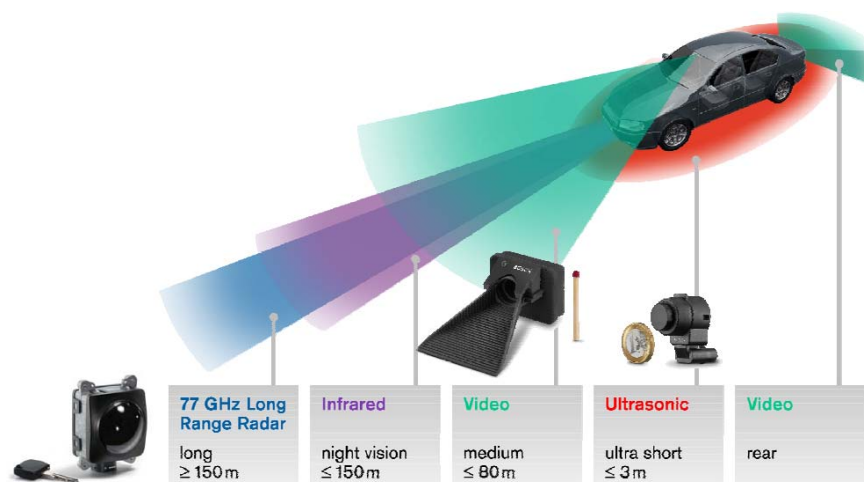 77 GHz Long
Range Radar
long
≥ 150 m
Infrared
night vision
≤ 150 m
Video
medium
≤ 80 m
Ultrasonic
ultra short
≤ 3 m
Video
rear